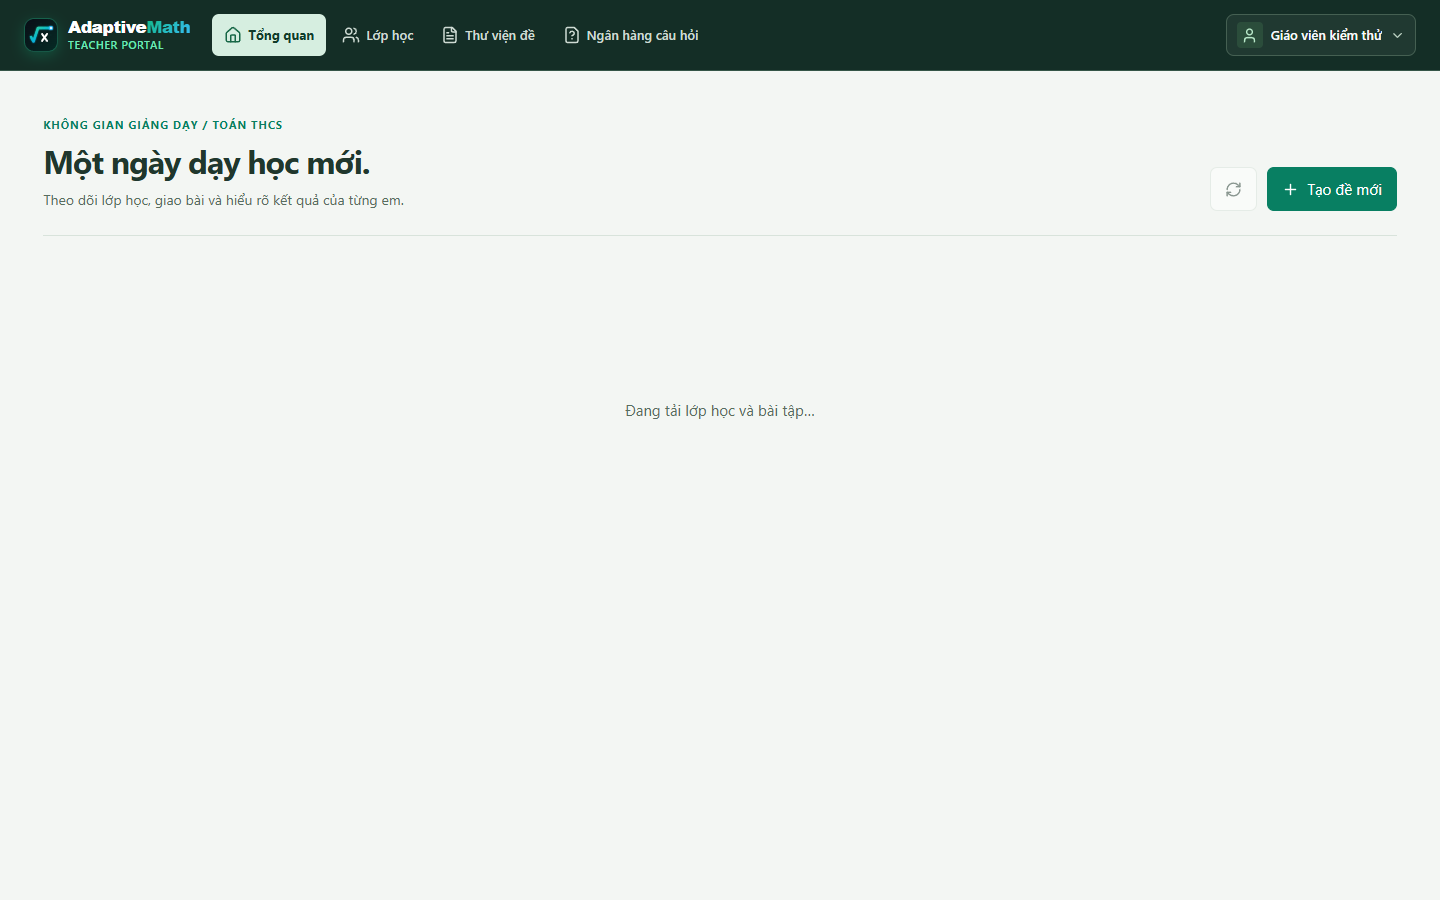 AdaptiveMath
TEACHER PORTAL
Tổng quan
Lớp học
Thư viện đề
Ngân hàng câu hỏi
Giáo viên kiểm thử
KHÔNG GIAN GIẢNG DẠY / TOÁN THCS
Một ngày dạy học mới.
Theo dõi lớp học, giao bài và hiểu rõ kết quả của từng em.
Tạo đề mới
Đang tải lớp học và bài tập...